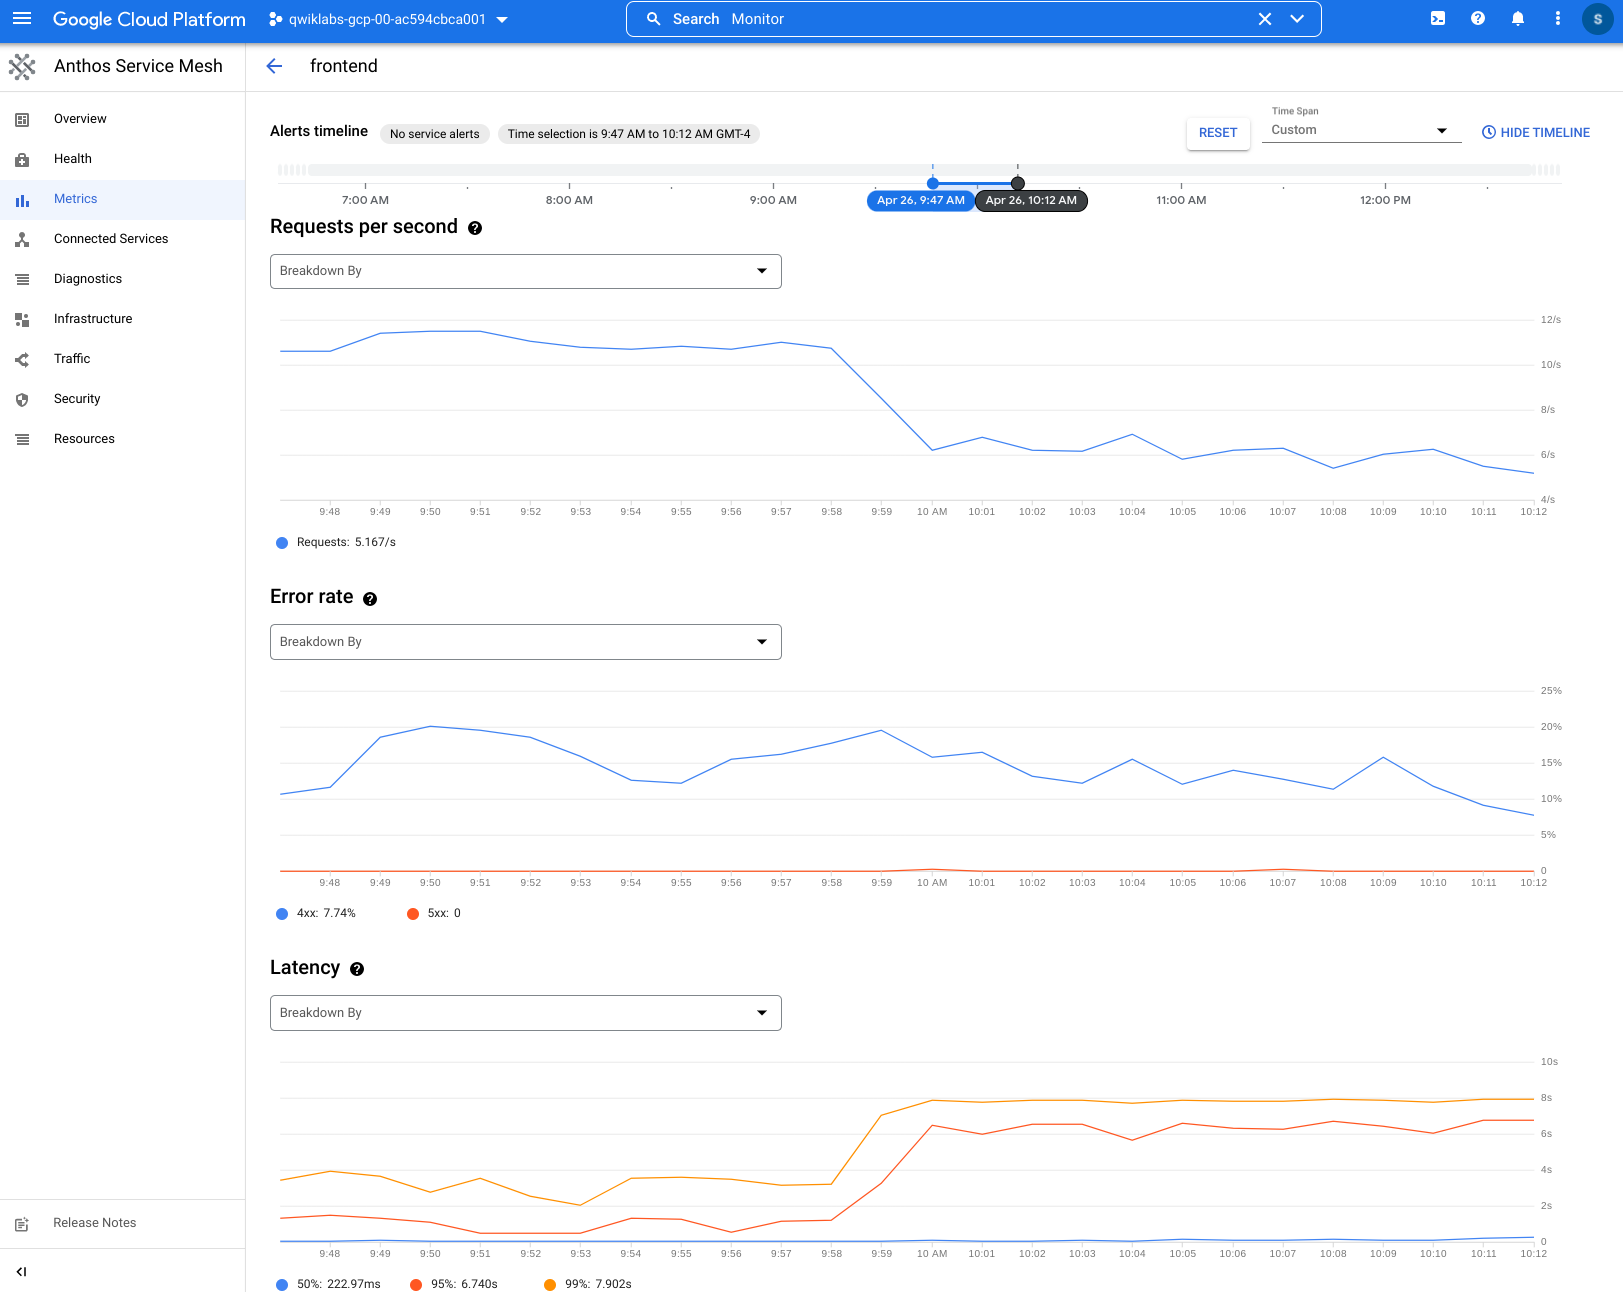 Google Cloud Platform
qwiklabs-gcp-00-ac594cbca001
Search Monitor
S
Anthos Service Mesh
frontend
Overview
Health
Metrics
Connected Services
Diagnostics
Infrastructure
Traffic
Security
Resources
Release Notes
Alerts timeline
No service alerts
Time selection is 9:47 AM to 10:12 AM GMT-4
RESET
Time Span
Custom
HIDE TIMELINE
7:00 AM 8:00 AM 9:00 AM Apr 26, 9:47 AM Apr 26, 10:12 AM 11:00 AM 12:00 PM
Requests per second
Breakdown By
12/s
10/s
8/s
6/s
4/s
9:48 9:49 9:50 9:51 9:52 9:53 9:54 9:55 9:56 9:57 9:58 9:59 10 AM 10:01 10:02 10:03 10:04 10:05 10:06 10:07 10:08 10:09 10:10 10:11 10:12
Requests: 5.167/s
Error rate
Breakdown By
25%
20%
15%
10%
5%
0
9:48 9:49 9:50 9:51 9:52 9:53 9:54 9:55 9:56 9:57 9:58 9:59 10 AM 10:01 10:02 10:03 10:04 10:05 10:06 10:07 10:08 10:09 10:10 10:11 10:12
4xx: 7.74% 5xx: 0
Latency
Breakdown By
10s
8s
6s
4s
2s
0
9:48 9:49 9:50 9:51 9:52 9:53 9:54 9:55 9:56 9:57 9:58 9:59 10 AM 10:01 10:02 10:03 10:04 10:05 10:06 10:07 10:08 10:09 10:10 10:11 10:12
50%: 222.97ms 95%: 6.740s 99%: 7.902s